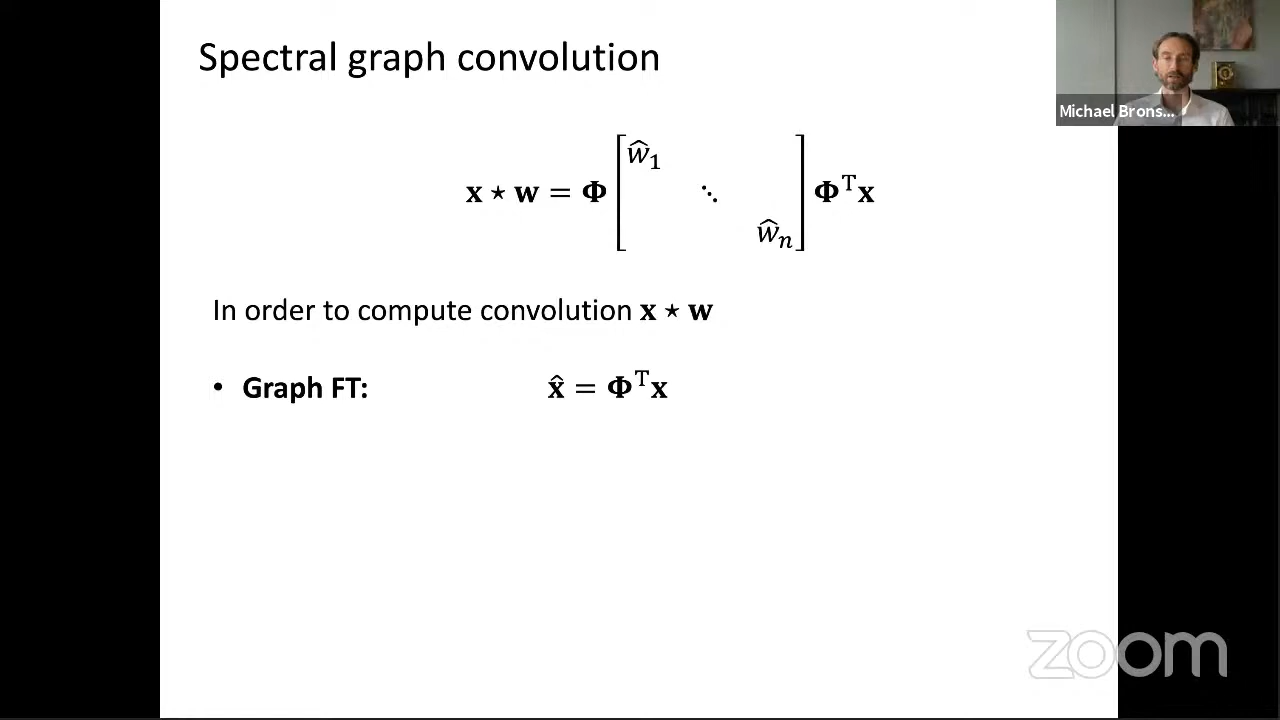 Spectral graph convolution
Michael Brons...
x ⋆ w = Φ [ŵ₁ ⋱ ŵₙ] Φᵀx
In order to compute convolution x ⋆ w
• Graph FT: x̂ = Φᵀx
zoom